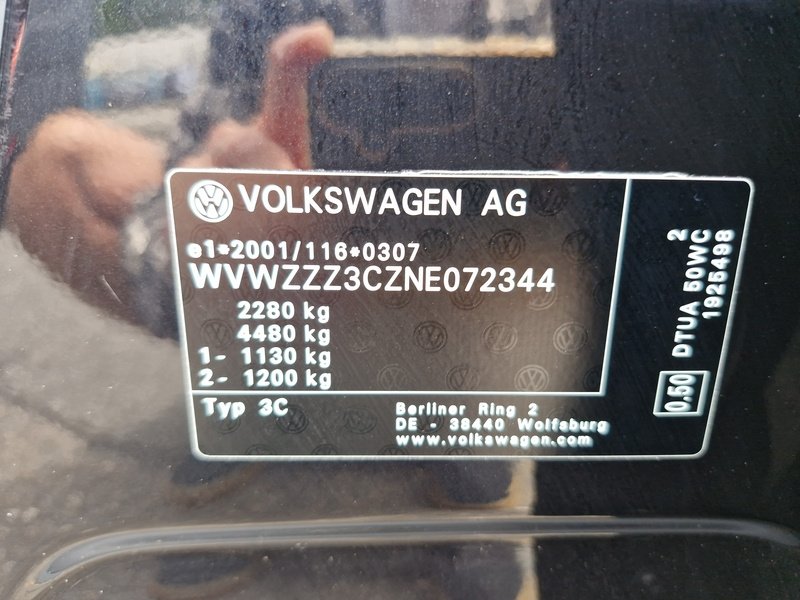 VOLKSWAGEN AG
e1*2001/116*0307
WVWZZZ3CZNE072344
2280 kg
4480 kg
1- 1130 kg
2- 1200 kg
Typ 3C
Berliner Ring 2
DE - 38440 Wolfsburg
www.volkswagen.com
2
0.50 DTUA 50WC
1925498